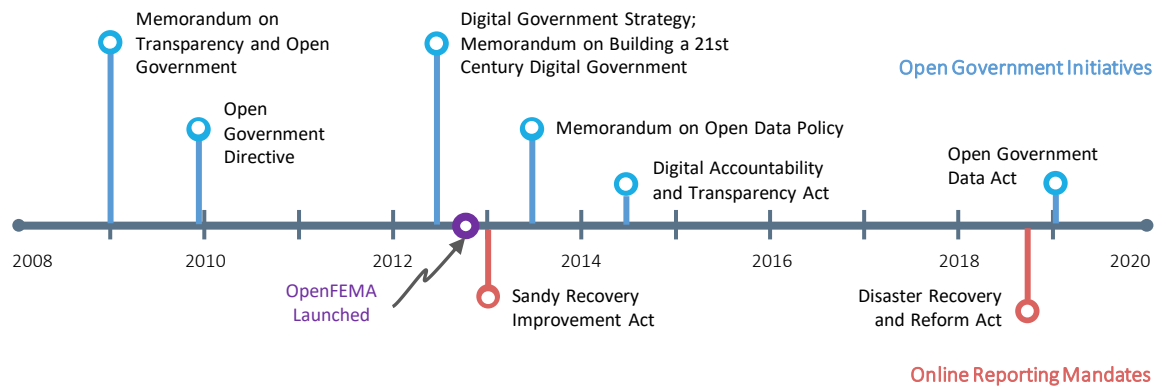 Memorandum on
Transparency and Open
Government
Open
Government
Directive
Digital Government Strategy;
Memorandum on Building a 21st
Century Digital Government
Memorandum on Open Data Policy
Digital Accountability
and Transparency Act
Open Government Initiatives
Open Government
Data Act
2008
2010
2012
2014
2016
2018
2020
OpenFEMA
Launched
Sandy Recovery
Improvement Act
Disaster Recovery
and Reform Act
Online Reporting Mandates